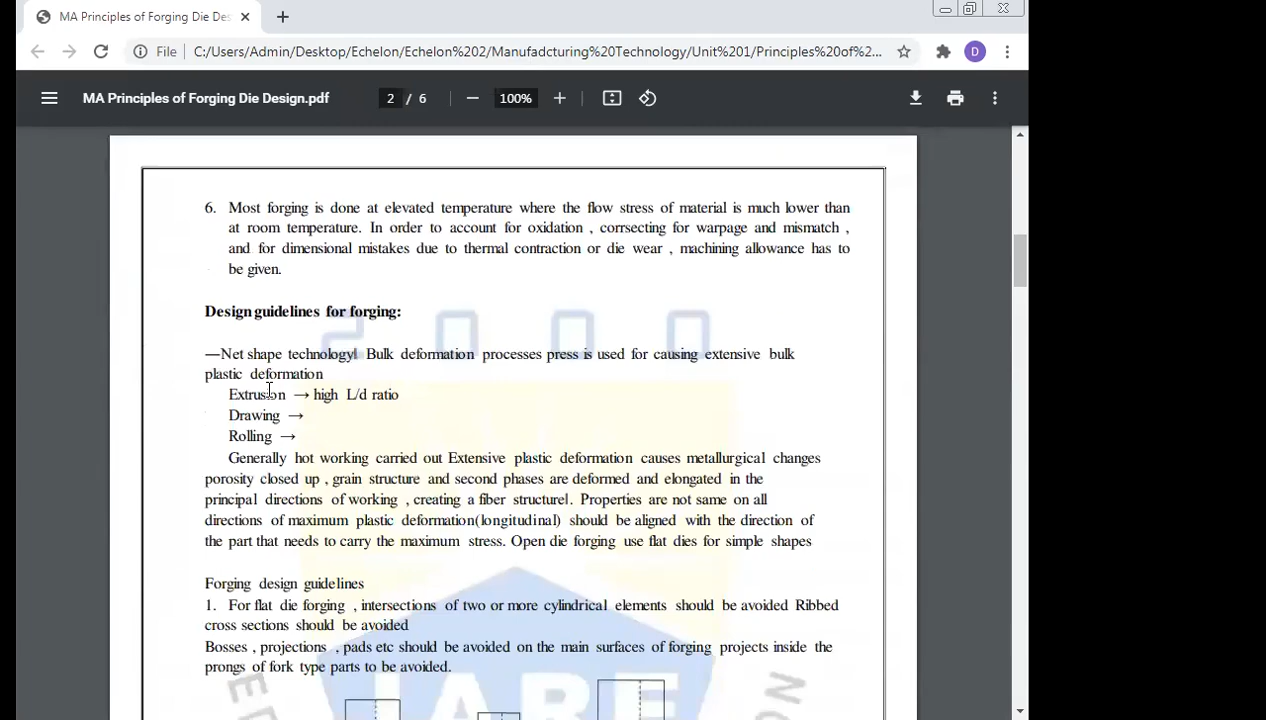 MA Principles of Forging Die Des
File C:/Users/Admin/Desktop/Echelon/Echelon%202/Manufadcturing%20Technology/Unit%201/Principles%20of%2... D
MA Principles of Forging Die Design.pdf 2 / 6 100%
6. Most forging is done at elevated temperature where the flow stress of material is much lower than
at room temperature. In order to account for oxidation , corrsecting for warpage and mismatch ,
and for dimensional mistakes due to thermal contraction or die wear , machining allowance has to
be given.
Design guidelines for forging:
2000
―Net shape technologyl Bulk deformation processes press is used for causing extensive bulk
plastic deformation
Extrusion → high L/d ratio
Drawing →
Rolling →
Generally hot working carried out Extensive plastic deformation causes metallurgical changes
porosity closed up , grain structure and second phases are deformed and elongated in the
principal directions of working , creating a fiber structurel. Properties are not same on all
directions of maximum plastic deformation(longitudinal) should be aligned with the direction of
the part that needs to carry the maximum stress. Open die forging use flat dies for simple shapes
Forging design guidelines
1. For flat die forging , intersections of two or more cylindrical elements should be avoided Ribbed
cross sections should be avoided
Bosses , projections , pads etc should be avoided on the main surfaces of forging projects inside the
prongs of fork type parts to be avoided.
IARE